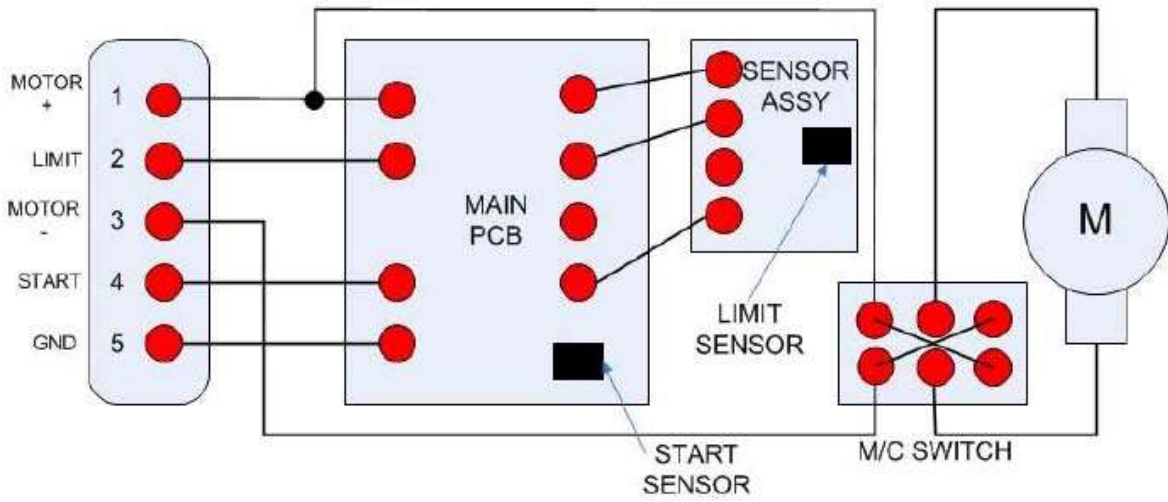 MOTOR
+
1
LIMIT
2
MOTOR
-
3
START
4
GND
5
MAIN
PCB
SENSOR
ASSY
LIMIT
SENSOR
START
SENSOR
M/C SWITCH
M